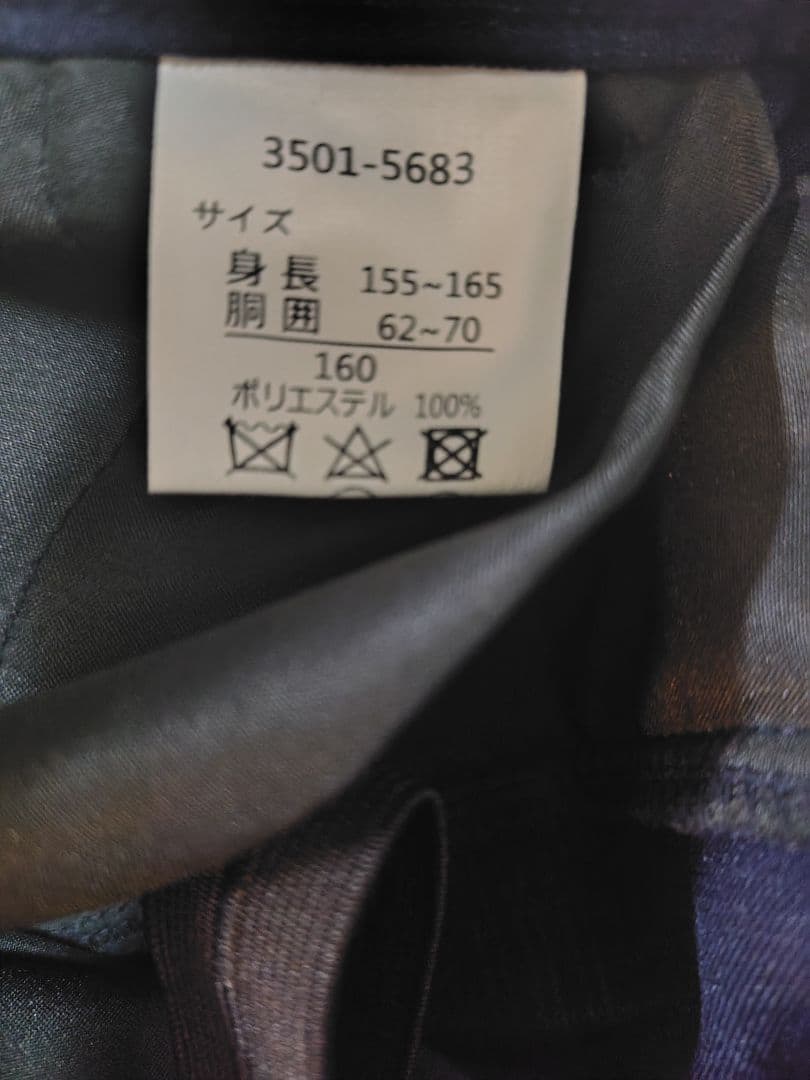 3501-5683
サイズ
身長 155~165
胴囲 62~70
160
ポリエステル 100%